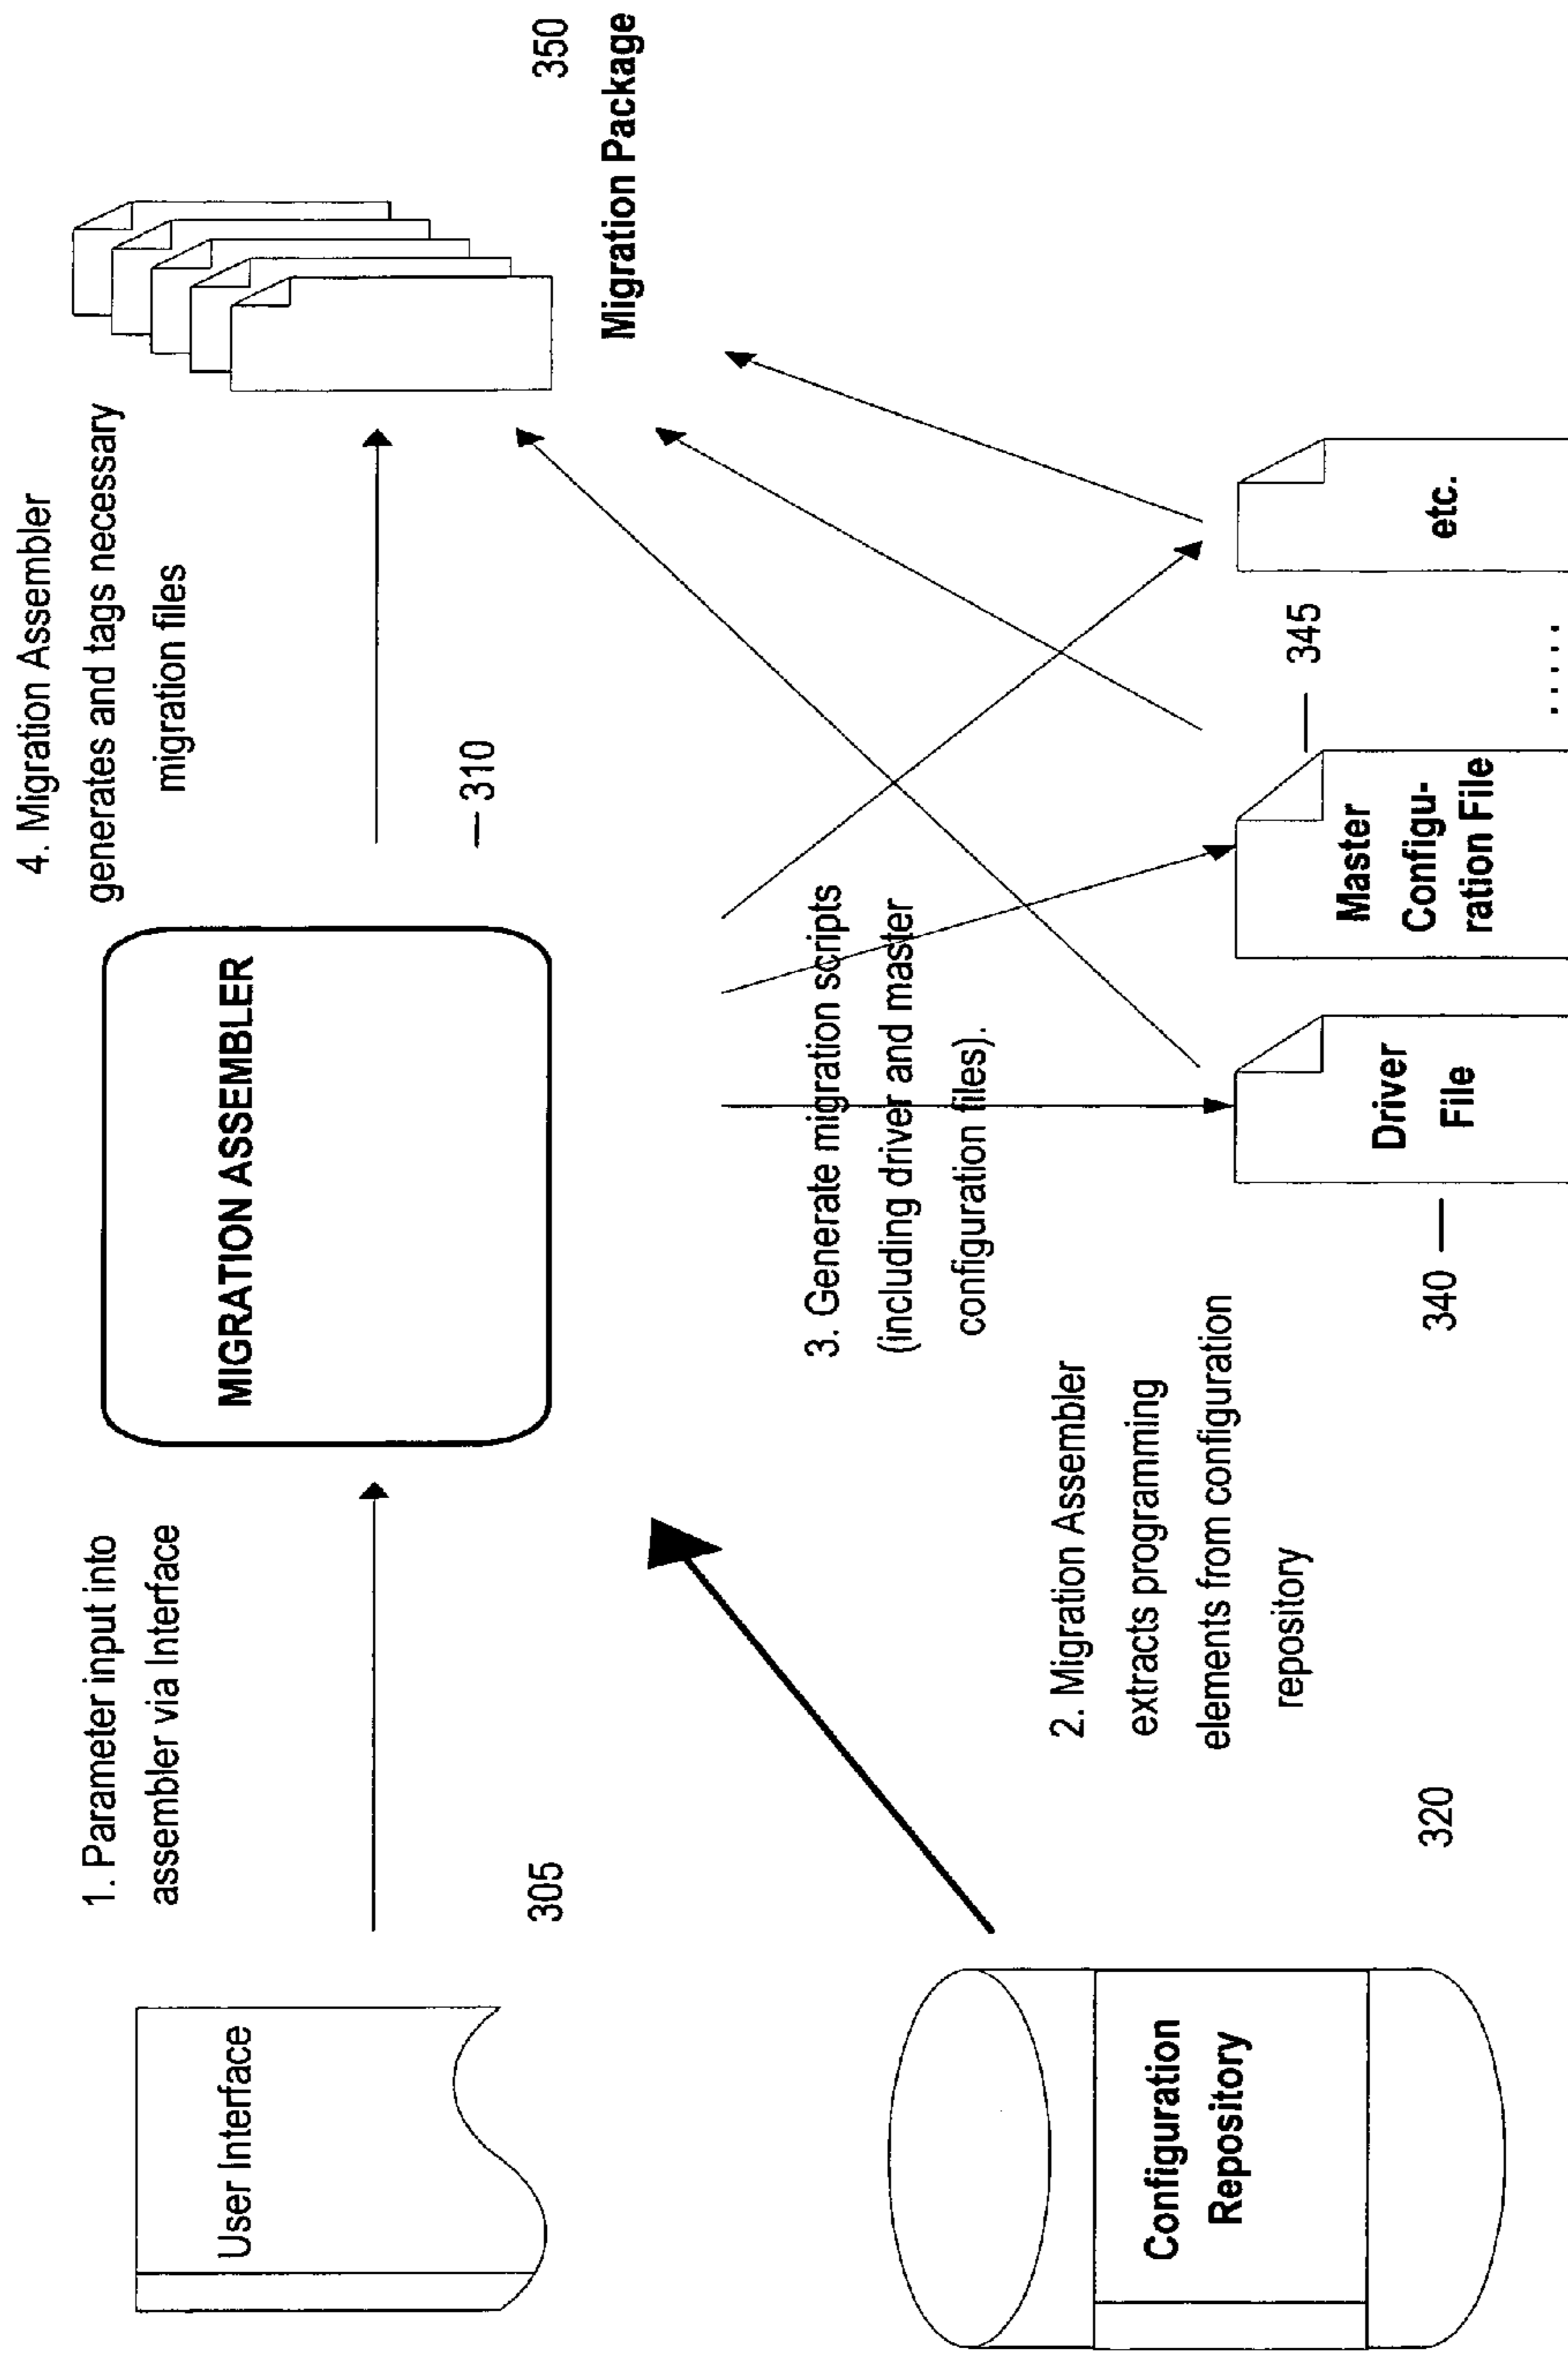 1. Parameter input into
assembler via Interface
4. Migration Assembler
generates and tags necessary
migration files
User Interface
MIGRATION ASSEMBLER
310
305
350
Migration Package
3. Generate migration scripts
(including driver and master
configuration files).
2. Migration Assembler
extracts programming
elements from configuration
repository
Configuration
Repository
320
340
Driver
File
Master
Configu-
ration File
345
.....
etc.